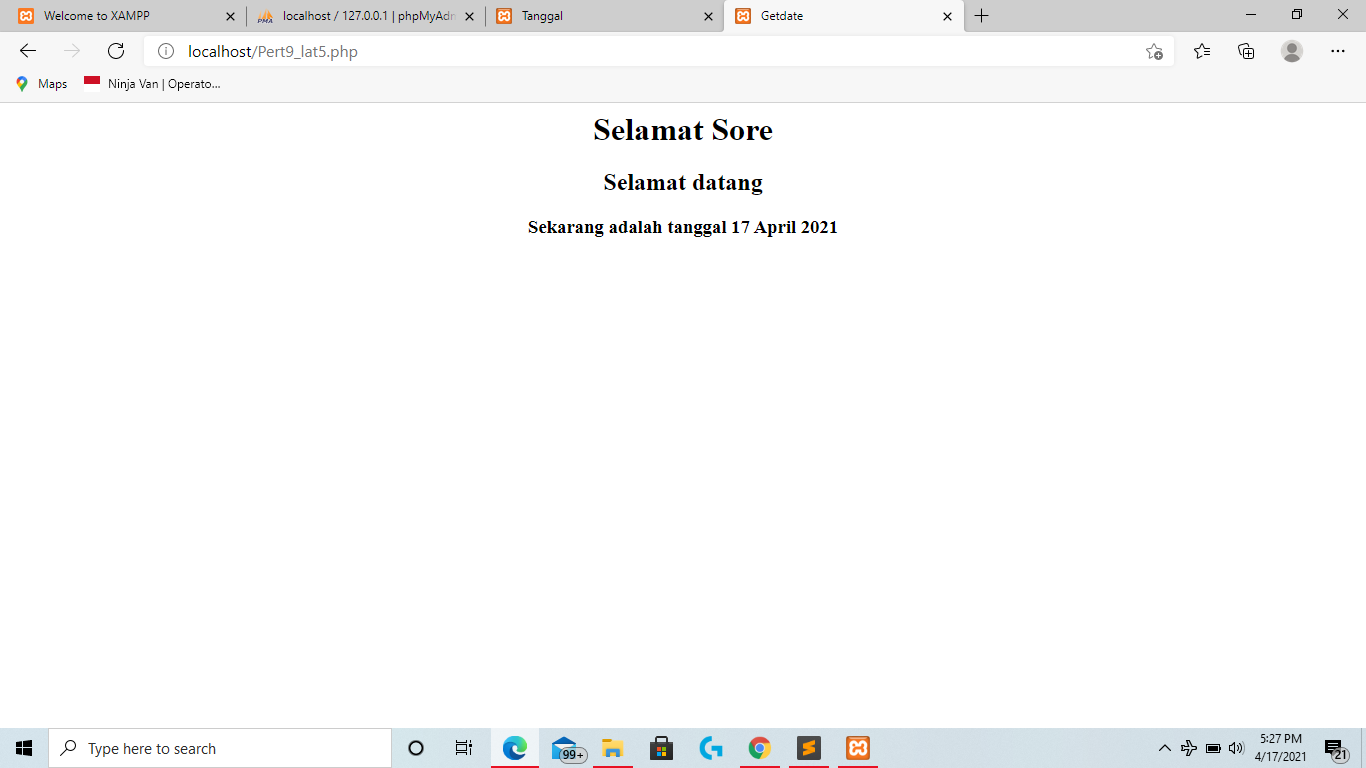 Welcome to XAMPP
localhost / 127.0.0.1 | phpMyAdm
Tanggal
Getdate
localhost/Pert9_lat5.php
Maps
Ninja Van | Operato...
Selamat Sore
Selamat datang
Sekarang adalah tanggal 17 April 2021
Type here to search
99+
5:27 PM
4/17/2021
21